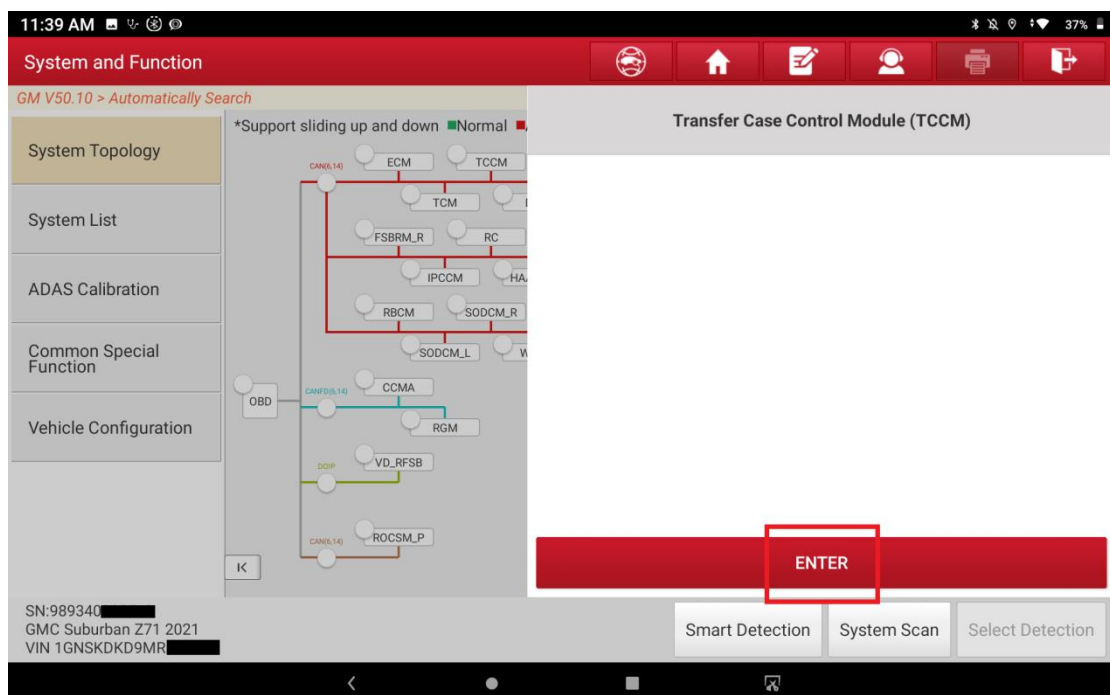 11:39 AM
37%
System and Function
GM V50.10 > Automatically Search
System Topology
System List
ADAS Calibration
Common Special
Function
Vehicle Configuration
*Support sliding up and down Normal
CAN(6,14)
ECM
TCCM
TCM
FSBRM_R
RC
IPCCM
RBCM
SODCM_R
SODCM_L
OBD
CANFD(6,14)
CCMA
RGM
DOIP
VD_RFSB
CAN(6,14)
ROCSM_P
Transfer Case Control Module (TCCM)
ENTER
SN:989340
GMC Suburban Z71 2021
VIN 1GNSKDKD9MR
Smart Detection
System Scan
Select Detection